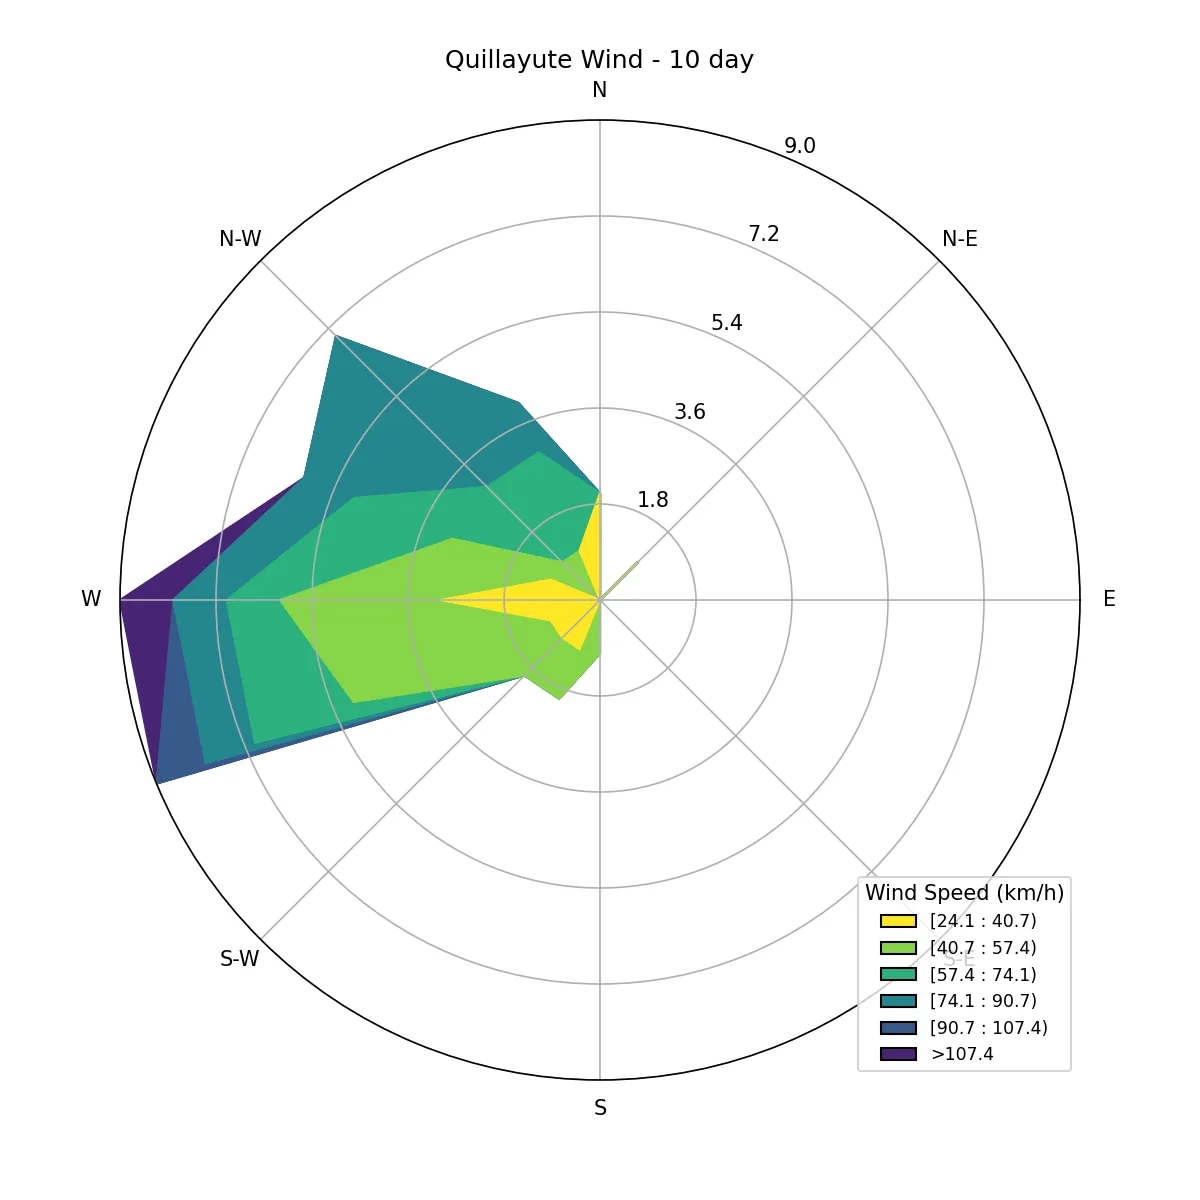 Quillayute Wind - 10 day
N
9.0
N-W
7.2
N-E
5.4
3.6
1.8
W
E
S-W
S-E
S
Wind Speed (km/h)
[24.1 : 40.7)
[40.7 : 57.4)
[57.4 : 74.1)
[74.1 : 90.7)
[90.7 : 107.4)
>107.4